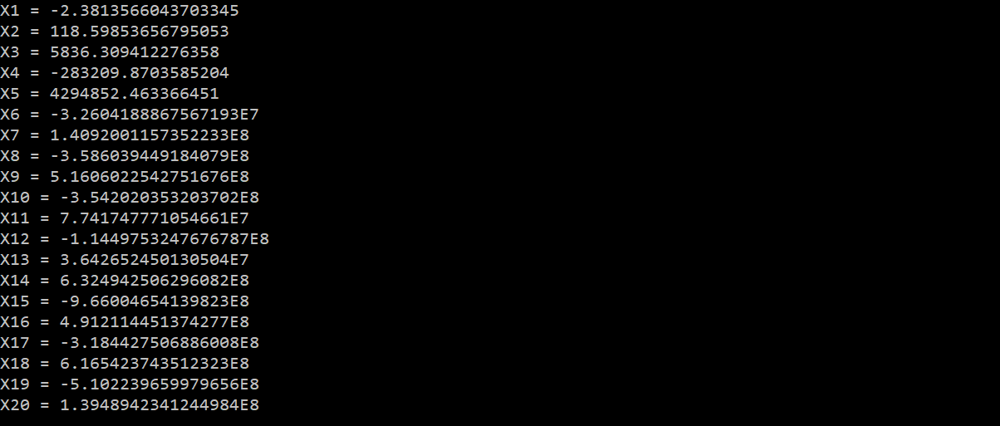 X1 = -2.3813566043703345
X2 = 118.59853656795053
X3 = 5836.309412276358
X4 = -283209.8703585204
X5 = 4294852.463366451
X6 = -3.2604188867567193E7
X7 = 1.4092001157352233E8
X8 = -3.586039449184079E8
X9 = 5.1606022542751676E8
X10 = -3.542020353203702E8
X11 = 7.741747771054661E7
X12 = -1.1449753247676787E8
X13 = 3.642652450130504E7
X14 = 6.324942506296082E8
X15 = -9.66004654139823E8
X16 = 4.912114451374277E8
X17 = -3.184427506886008E8
X18 = 6.165423743512323E8
X19 = -5.102239659979656E8
X20 = 1.3948942341244984E8